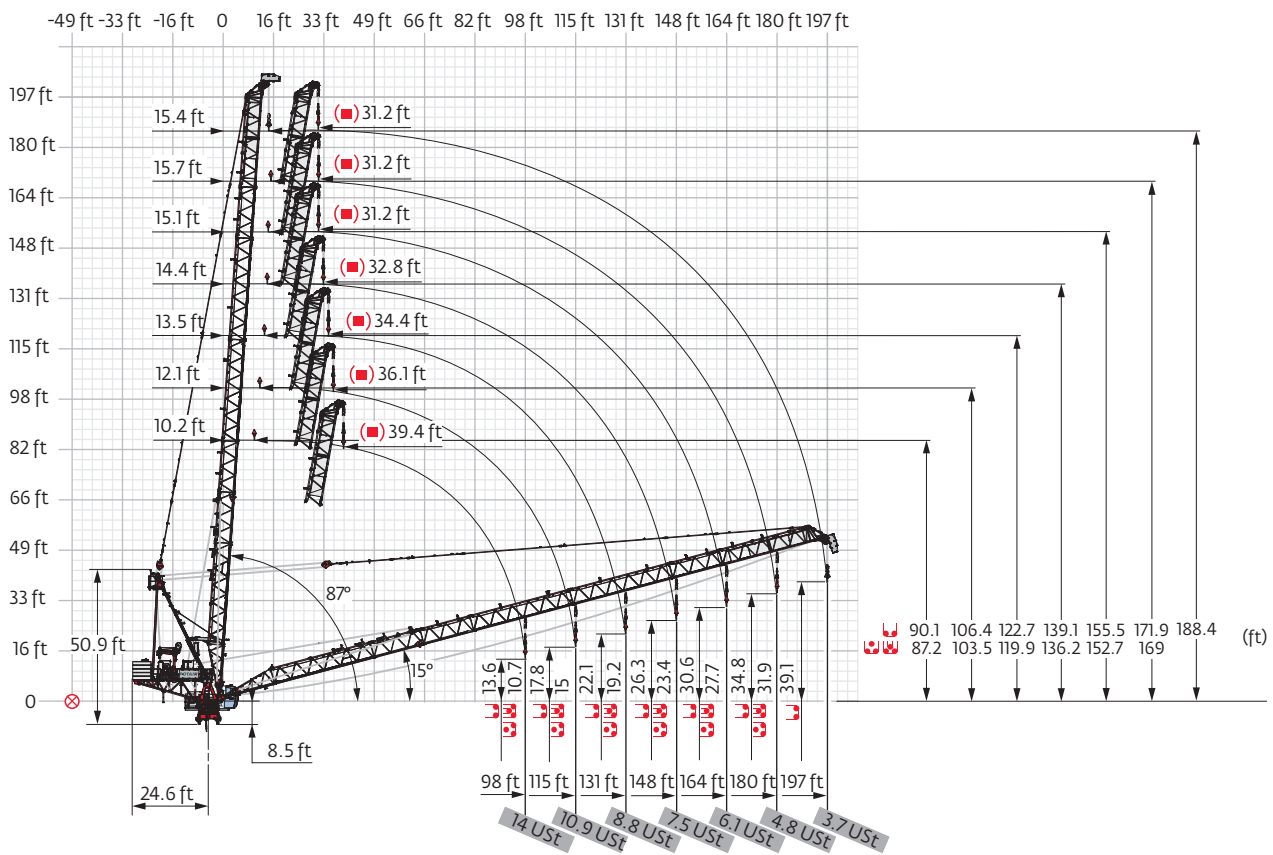 -49 ft -33 ft -16 ft 0 16 ft 33 ft 49 ft 66 ft 82 ft 98 ft 115 ft 131 ft 148 ft 164 ft 180 ft 197 ft
197 ft
15.4 ft (■) 31.2 ft
180 ft
15.7 ft (■) 31.2 ft
164 ft
15.1 ft (■) 31.2 ft
148 ft
14.4 ft (■) 32.8 ft
131 ft
13.5 ft (■) 34.4 ft
115 ft
12.1 ft (■) 36.1 ft
98 ft
10.2 ft (■) 39.4 ft
82 ft
66 ft
49 ft
87°
33 ft
50.9 ft
90.1 106.4 122.7 139.1 155.5 171.9 188.4
(ft)
87.2 103.5 119.9 136.2 152.7 169
16 ft
15°
13.6 10.7 17.8 15 22.1 19.2 26.3 23.4 30.6 27.7 34.8 31.9 39.1
0
8.5 ft
24.6 ft
98 ft 115 ft 131 ft 148 ft 164 ft 180 ft 197 ft
14 USt 10.9 USt 8.8 USt 7.5 USt 6.1 USt 4.8 USt 3.7 USt